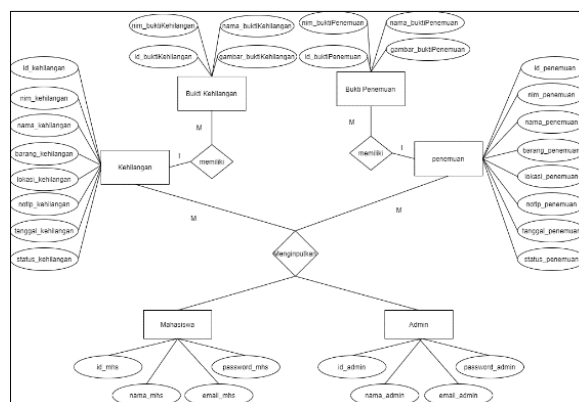 nim_buktiKehilangan
nama_buktiKehilangan
id_buktiKehilangan
gambar_buktiKehilangan
nim_buktiPenemuan
nama_buktiPenemuan
id_buktiPenemuan
gambar_buktiPenemuan
Bukti Kehilangan
Bukti Penemuan
id_kehilangan
nim_kehilangan
nama_kehilangan
barang_kehilangan
lokasi_kehilangan
notlp_kehilangan
tanggal_kehilangan
status_kehilangan
id_penemuan
nim_penemuan
nama_penemuan
barang_penemuan
lokasi_penemuan
notlp_penemuan
tanggal_penemuan
status_penemuan
M
M
Kehilangan
1
memiliki
memiliki
1
penemuan
M
M
Menginputkan
Mahasiswa
Admin
id_mhs
password_mhs
nama_mhs
email_mhs
id_admin
password_admin
nama_admin
email_admin